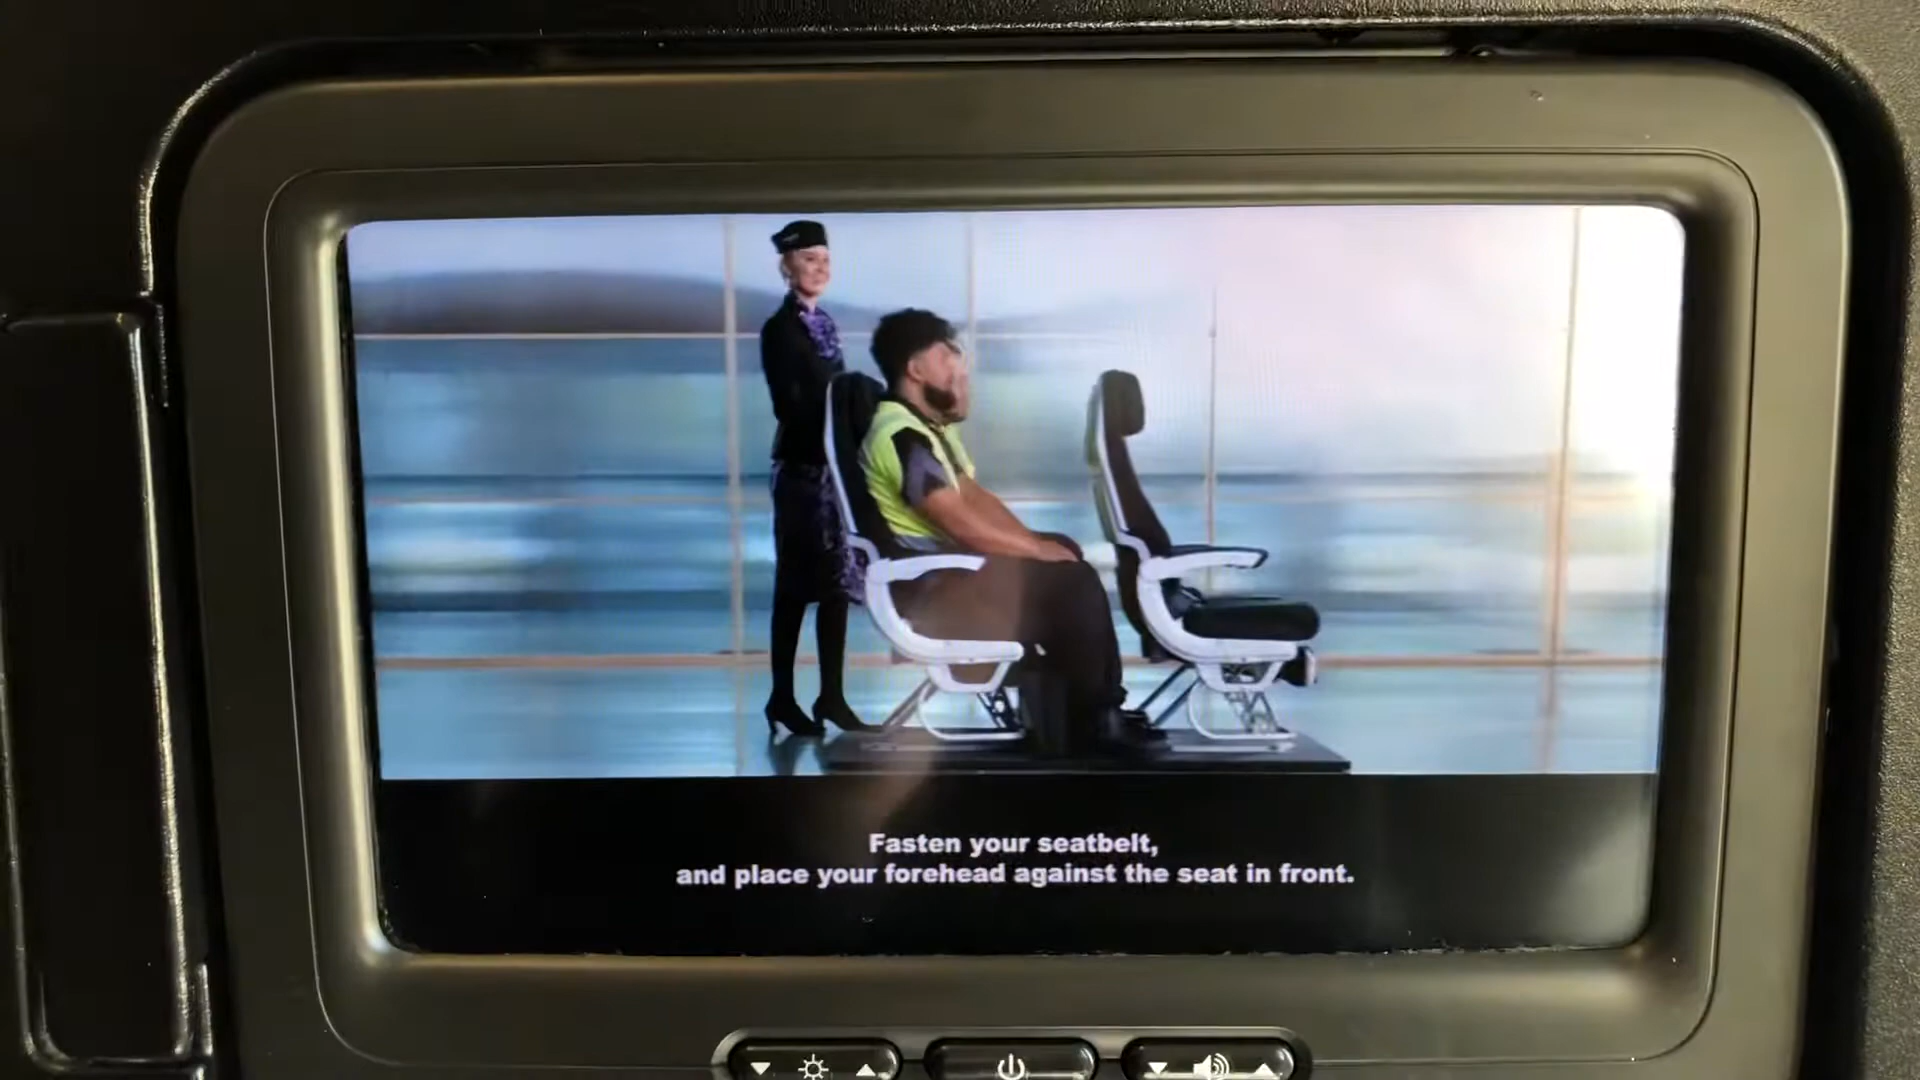 Fasten your seatbelt,
and place your forehead against the seat in front.